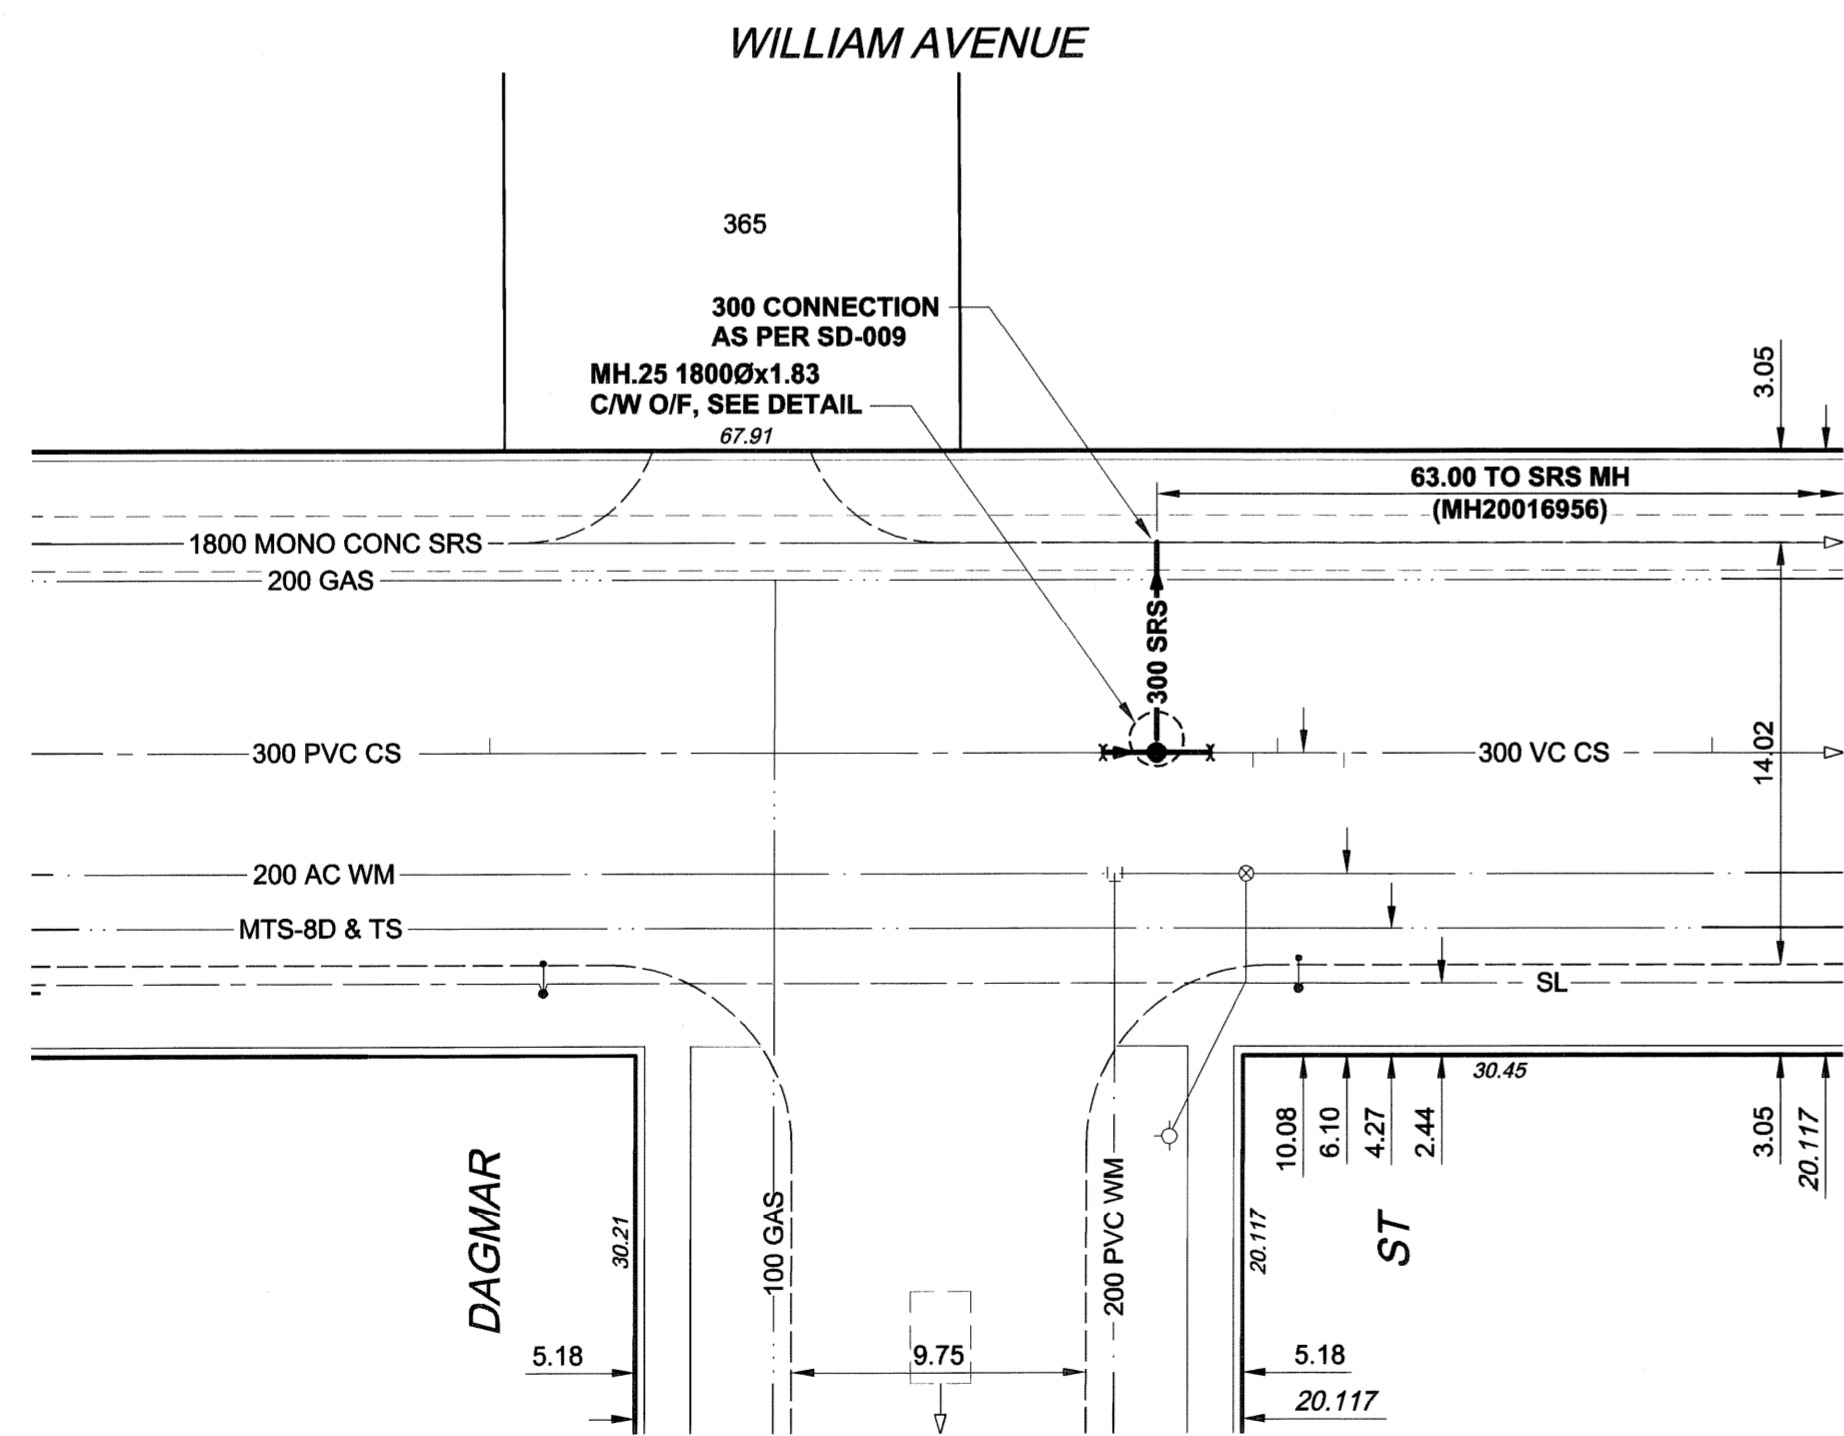 WILLIAM AVENUE
365
300 CONNECTION
AS PER SD-009
MH.25 1800Øx1.83
C/W O/F, SEE DETAIL
67.91
3.05
63.00 TO SRS MH
(MH20016956)
1800 MONO CONC SRS
200 GAS
300 SRS
300 PVC CS
300 VC CS
14.02
200 AC WM
MTS-8D & TS
SL
30.45
10.08
6.10
4.27
2.44
3.05
20.117
DAGMAR
30.21
100 GAS
200 PVC WM
20.117
ST
5.18
9.75
5.18
20.117